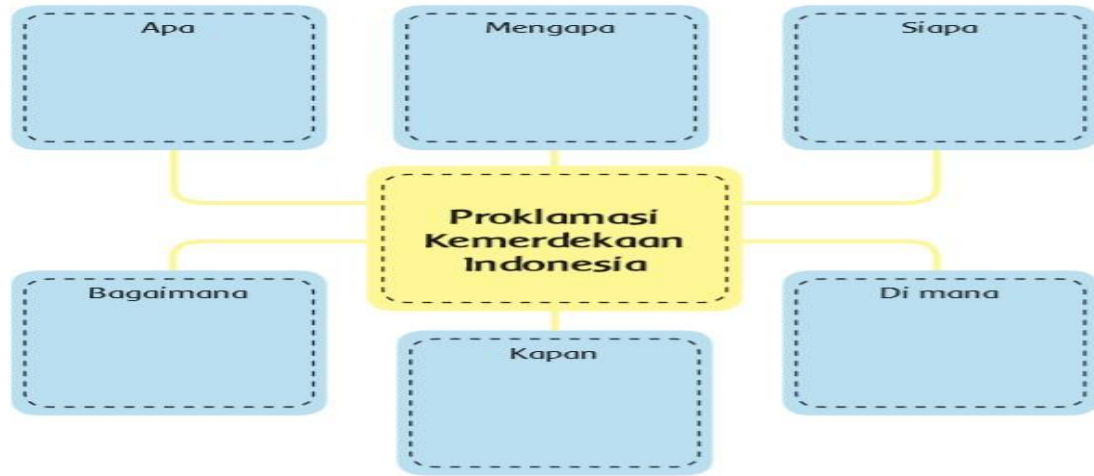 Apa
Mengapa
Siapa
Proklamasi
Kemerdekaan
Indonesia
Bagaimana
Kapan
Di mana